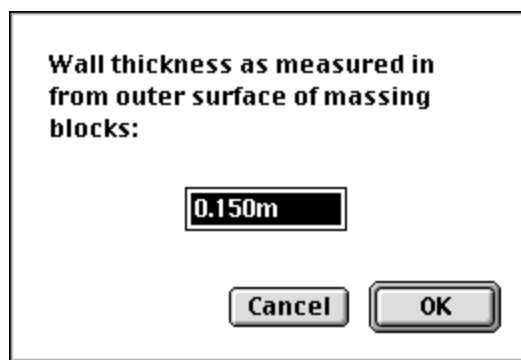 Wall thickness as measured in
from outer surface of massing
blocks:
0.150m
Cancel OK